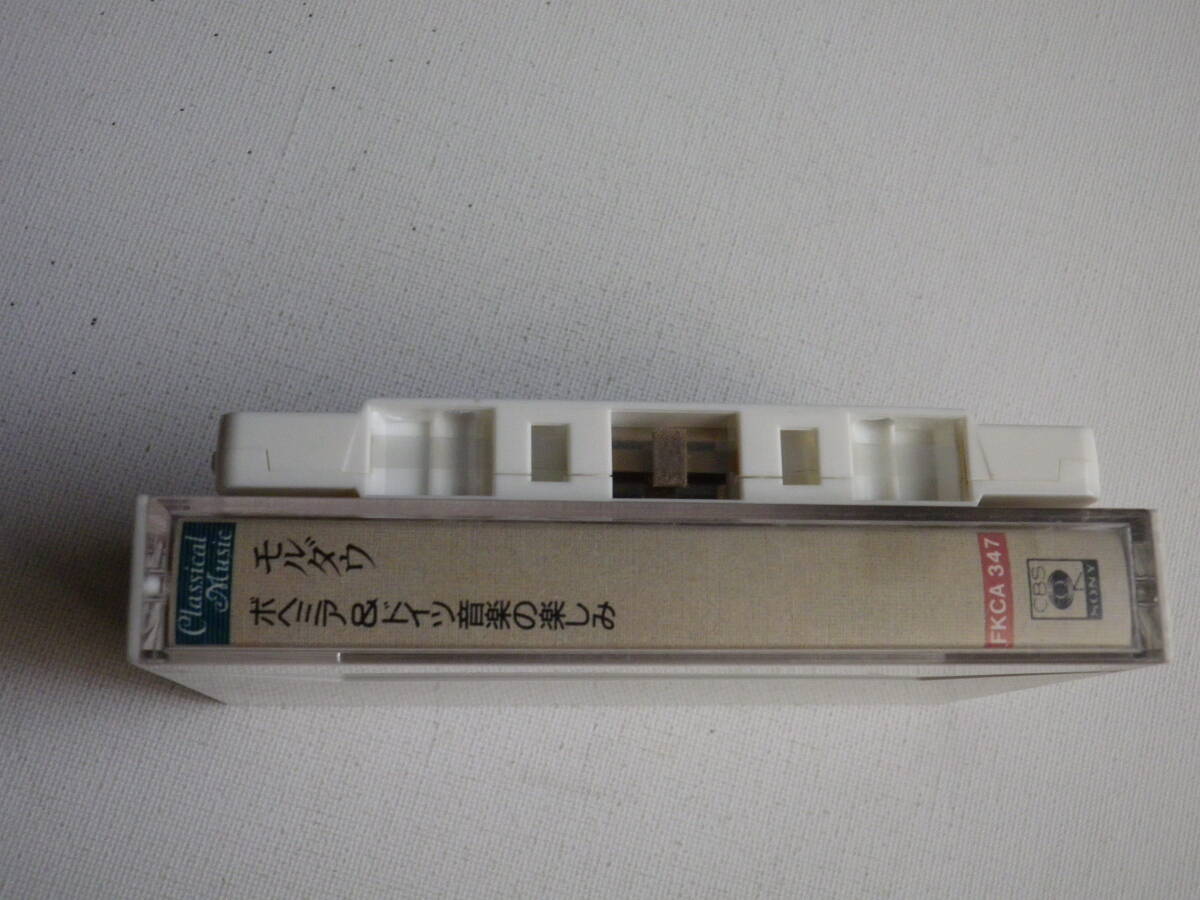 Classical
Music
モルダウ
ボヘミア&ドイツ音楽の楽しみ
FKCA 347
CBS
SONY